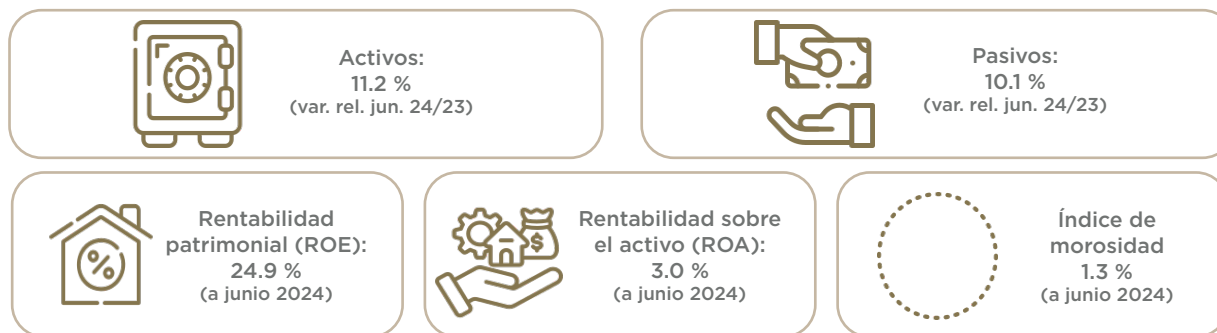 Activos:
11.2 %
(var. rel. jun. 24/23)
Pasivos:
10.1 %
(var. rel. jun. 24/23)
Rentabilidad
patrimonial (ROE):
24.9 %
(a junio 2024)
Rentabilidad sobre
el activo (ROA):
3.0 %
(a junio 2024)
Índice de
morosidad
1.3 %
(a junio 2024)